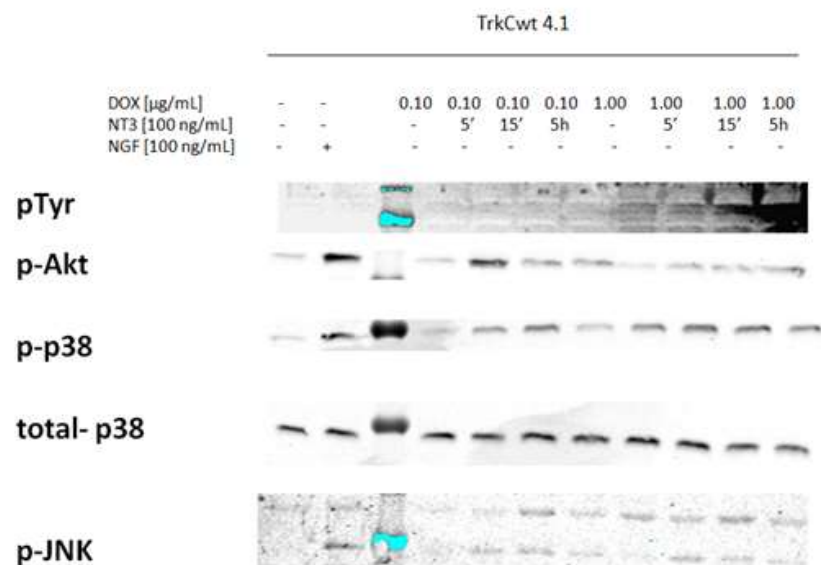 TrkCwt 4.1
DOX [µg/mL] - - 0.10 0.10 0.10 0.10 1.00 1.00 1.00 1.00
NT3 [100 ng/mL] - - - 5' 15' 5h - 5' 15' 5h
NGF [100 ng/mL] - + - - - - - - - -
pTyr
p-Akt
p-p38
total- p38
p-JNK